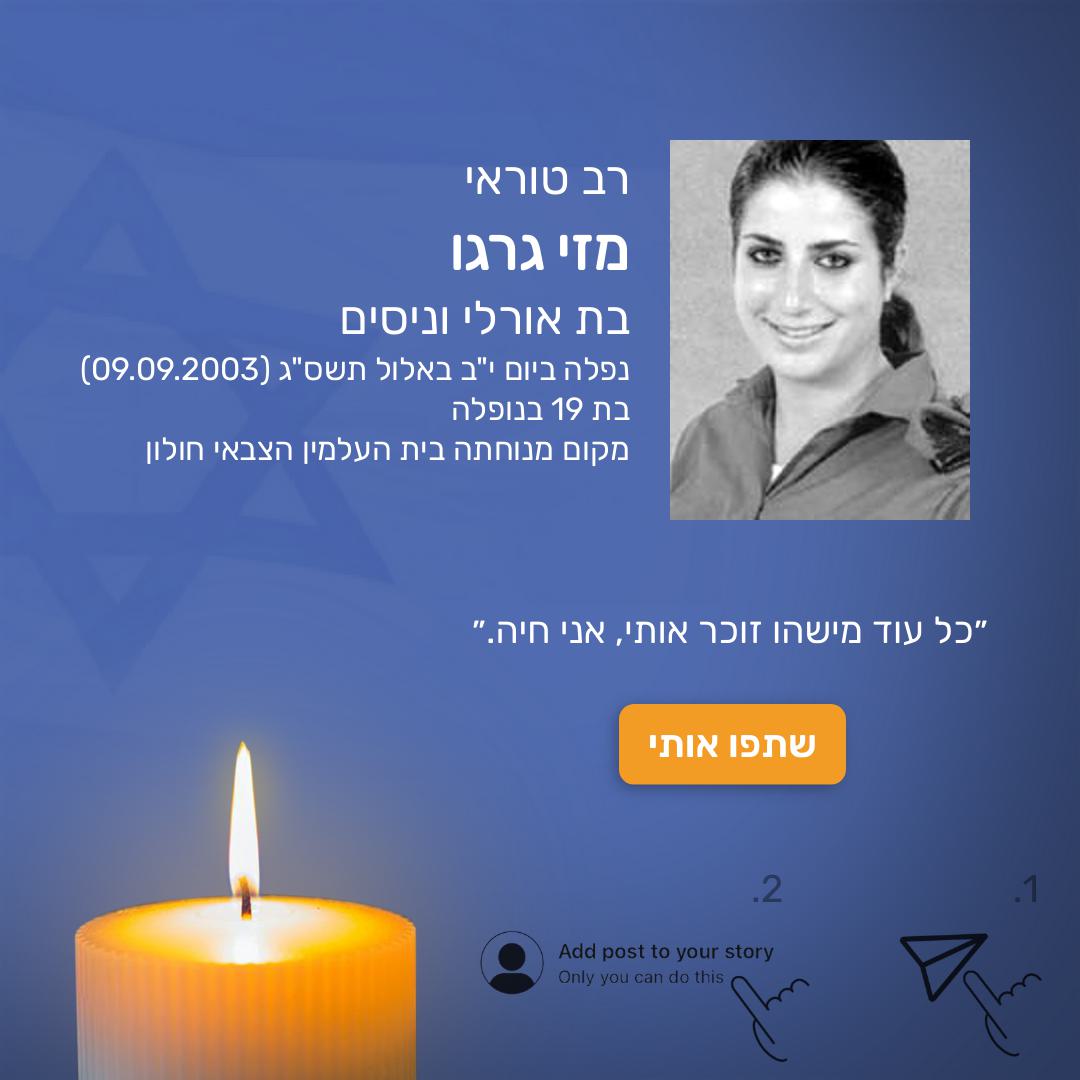 רב טוראי
מזי גרגו
בת אורלי וניסים
נפלה ביום י"ב באלול תשס"ג (09.09.2003)
בת 19 בנופלה
מקום מנוחתה בית העלמין הצבאי חולון
״כל עוד מישהו זוכר אותי, אני חיה.״
שתפו אותי
1.
2.
Add post to your story
Only you can do this